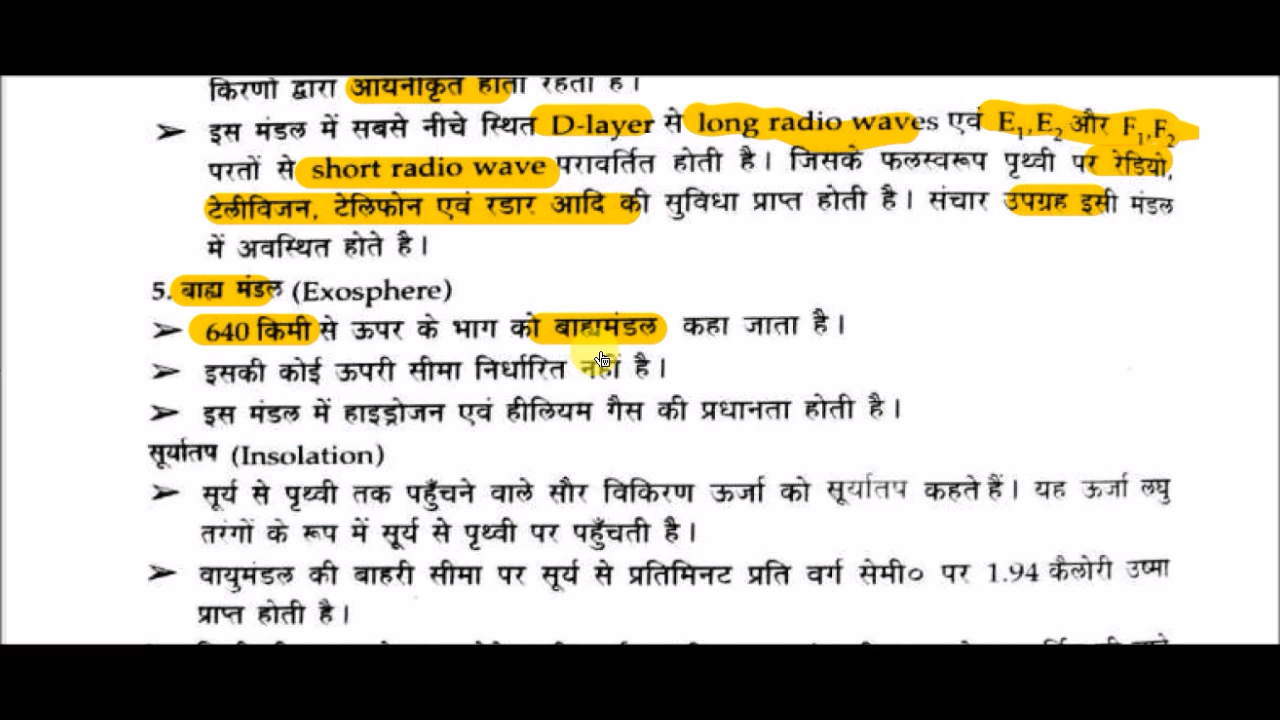 किरणों द्वारा आयनीकृत होता रहता है।
➢ इस मंडल में सबसे नीचे स्थित D-layer से long radio waves एवं E₁,E₂ और F₁,F₂
परतों से short radio wave परावर्तित होती है। जिसके फलस्वरूप पृथ्वी पर रेडियो,
टेलीविजन, टेलिफोन एवं रडार आदि की सुविधा प्राप्त होती है। संचार उपग्रह इसी मंडल
में अवस्थित होते है।
5. बाह्य मंडल (Exosphere)
➢ 640 किमी से ऊपर के भाग को बाह्यमंडल कहा जाता है।
➢ इसकी कोई ऊपरी सीमा निर्धारित नहीं है।
➢ इस मंडल में हाइड्रोजन एवं हीलियम गैस की प्रधानता होती है।
सूर्यातप (Insolation)
➢ सूर्य से पृथ्वी तक पहुँचने वाले सौर विकिरण ऊर्जा को सूर्यातप कहते हैं। यह ऊर्जा लघु
तरंगों के रूप में सूर्य से पृथ्वी पर पहुँचती है।
➢ वायुमंडल की बाहरी सीमा पर सूर्य से प्रतिमिनट प्रति वर्ग सेमी० पर 1.94 कैलोरी उष्मा
प्राप्त होती है।